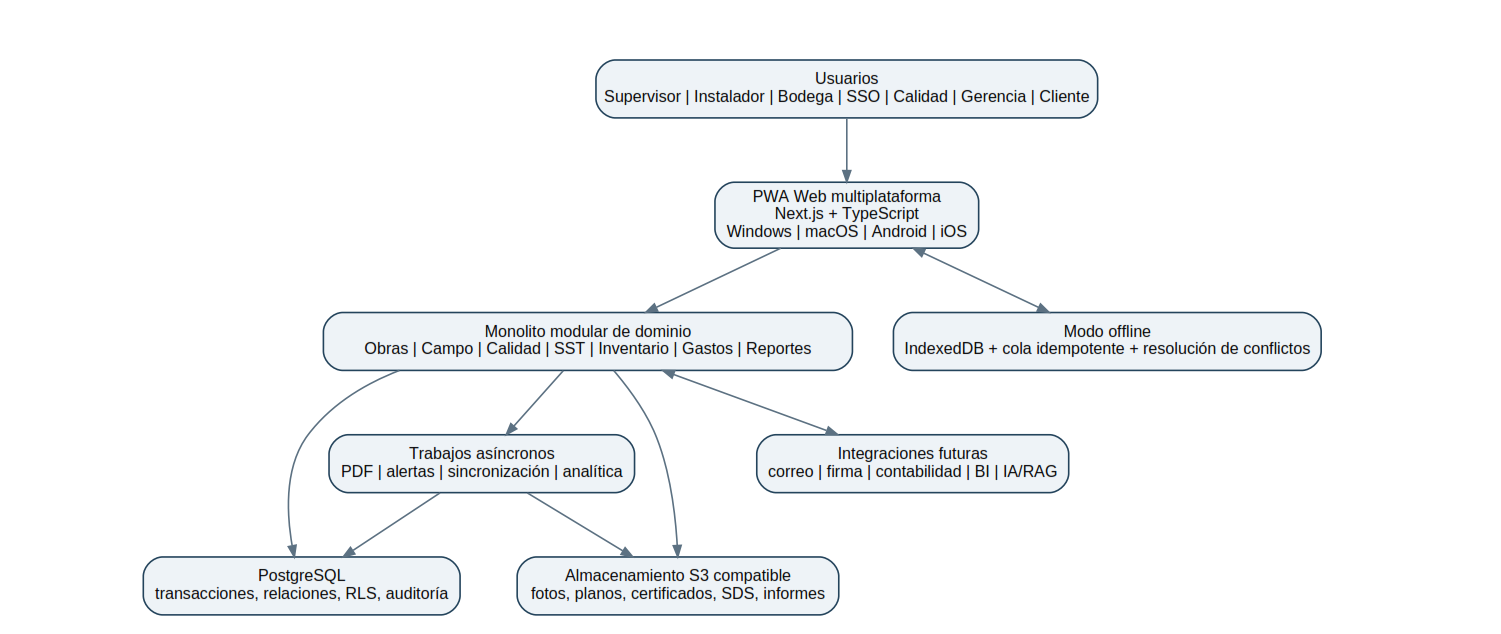 Usuarios
Supervisor | Instalador | Bodega | SSO | Calidad | Gerencia | Cliente
PWA Web multiplataforma
Next.js + TypeScript
Windows | macOS | Android | iOS
Monolito modular de dominio
Obras | Campo | Calidad | SST | Inventario | Gastos | Reportes
Modo offline
IndexedDB + cola idempotente + resolución de conflictos
Trabajos asíncronos
PDF | alertas | sincronización | analítica
Integraciones futuras
correo | firma | contabilidad | BI | IA/RAG
PostgreSQL
transacciones, relaciones, RLS, auditoría
Almacenamiento S3 compatible
fotos, planos, certificados, SDS, informes